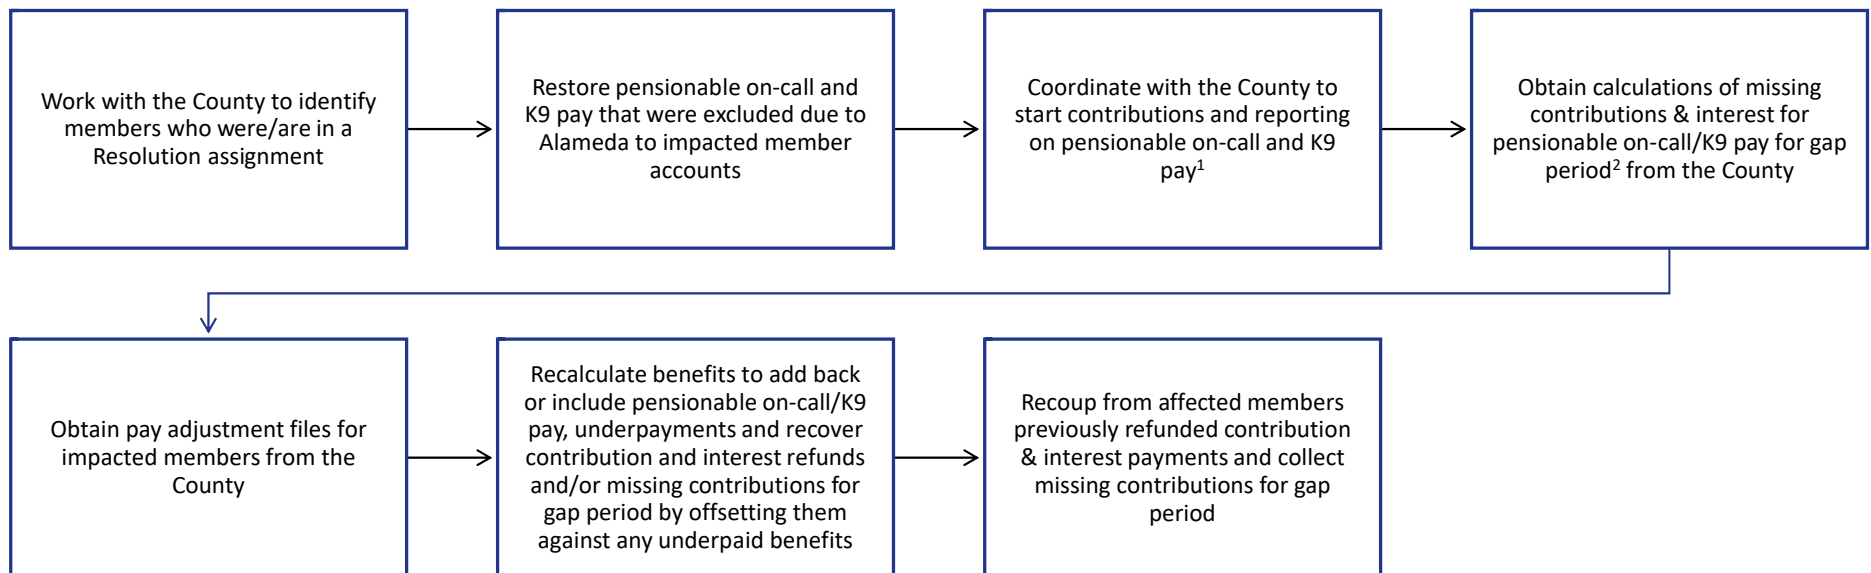 Work with the County to identify
members who were/are in a
Resolution assignment
Restore pensionable on-call and
K9 pay that were excluded due to
Alameda to impacted member
accounts
Coordinate with the County to
start contributions and reporting
on pensionable on-call and K9
pay1
Obtain calculations of missing
contributions & interest for
pensionable on-call/K9 pay for gap
period2 from the County
Obtain pay adjustment files for
impacted members from the
County
Recalculate benefits to add back
or include pensionable on-call/K9
pay, underpayments and recover
contribution and interest refunds
and/or missing contributions for
gap period by offsetting them
against any underpaid benefits
Recoup from affected members
previously refunded contribution
& interest payments and collect
missing contributions for gap
period